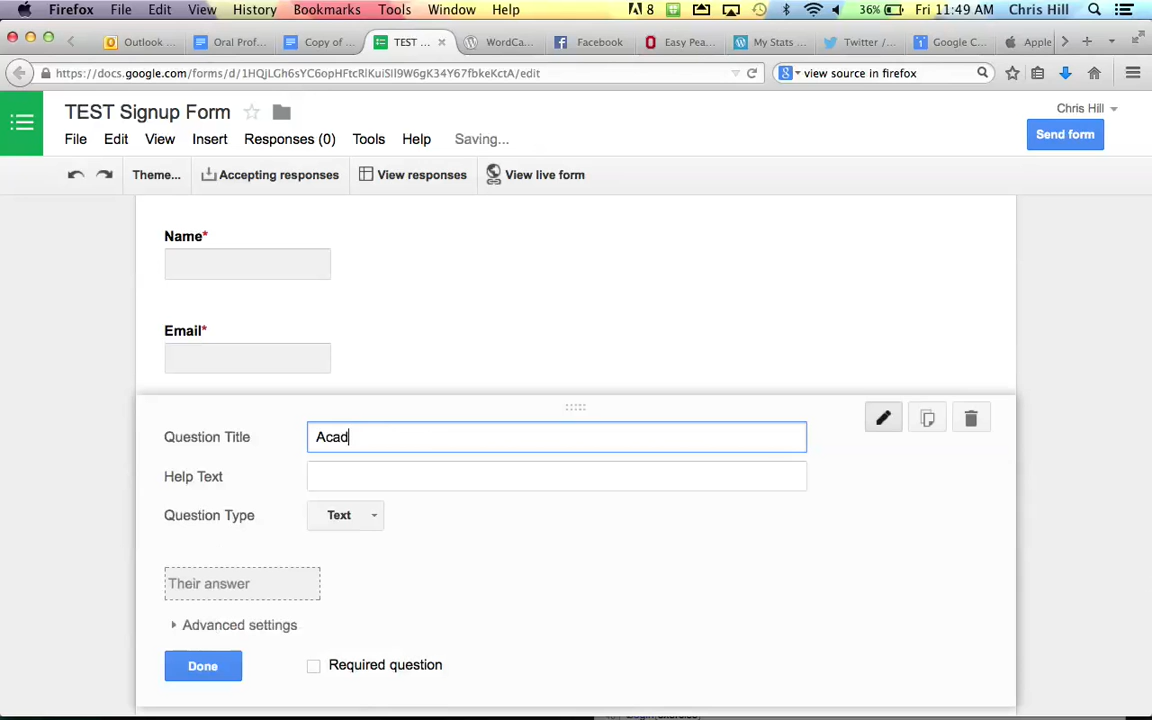 Firefox File Edit View History Bookmarks Tools Window Help 8 36% Fri 11:49 AM Chris Hill
Outlook ... Oral Prof... Copy of ... TEST ... WordCa... Facebook Easy Pea... My Stats ... Twitter /... Google C... Apple
https://docs.google.com/forms/d/1HQjLGh6sYC6opHFtcRlKuiSll9W6gK34Y67fbkeKctA/edit view source in firefox
TEST Signup Form
Chris Hill
File Edit View Insert Responses (0) Tools Help Saving...
Send form
Theme... Accepting responses View responses View live form
Name*
Email*
Question Title Acad
Help Text
Question Type Text
Their answer
Advanced settings
Done Required question